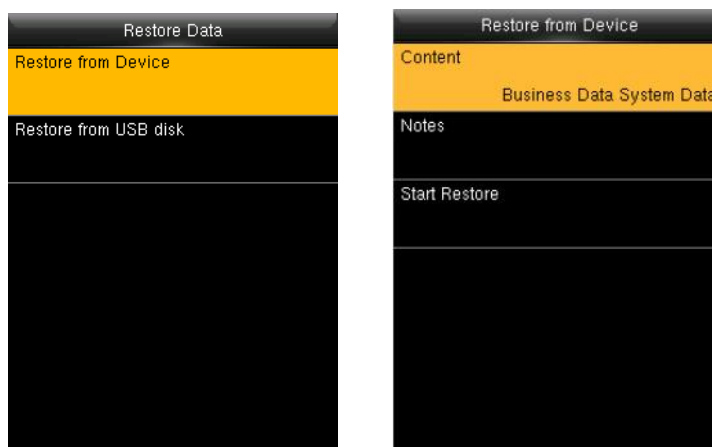 Restore Data
Restore from Device
Restore from USB disk
Restore from Device
Content
Business Data System Data
Notes
Start Restore